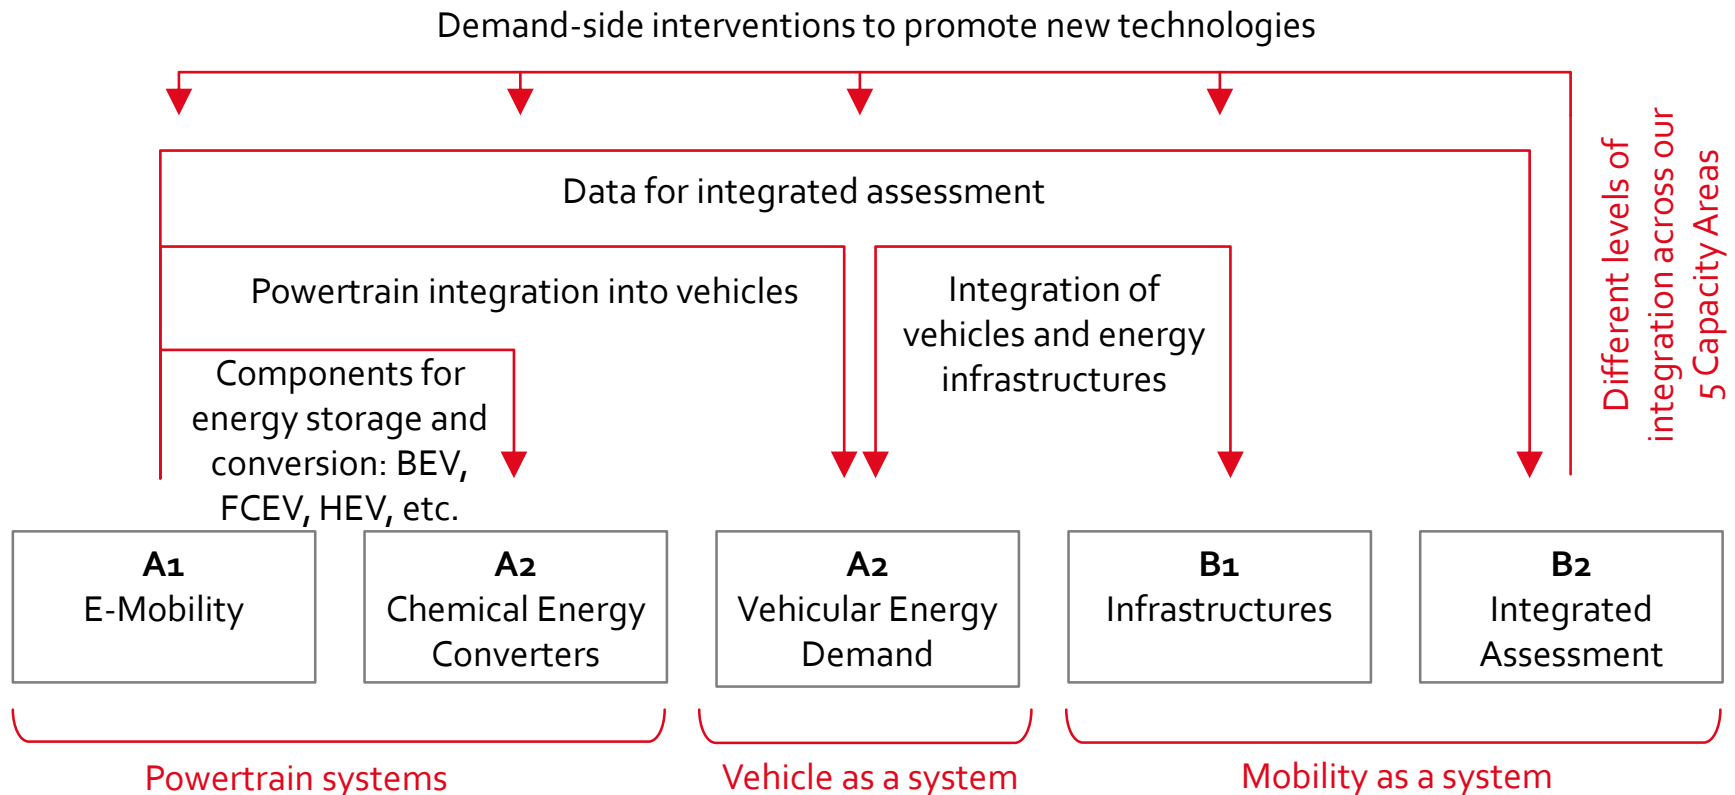 Demand-side interventions to promote new technologies
Data for integrated assessment
Powertrain integration into vehicles
Integration of
vehicles and energy
infrastructures
Components for
energy storage and
conversion: BEV,
FCEV, HEV, etc.
Different levels of
integration across our
5 Capacity Areas
A1
E-Mobility
A2
Chemical Energy
Converters
A2
Vehicular Energy
Demand
B1
Infrastructures
B2
Integrated
Assessment
Powertrain systems
Vehicle as a system
Mobility as a system